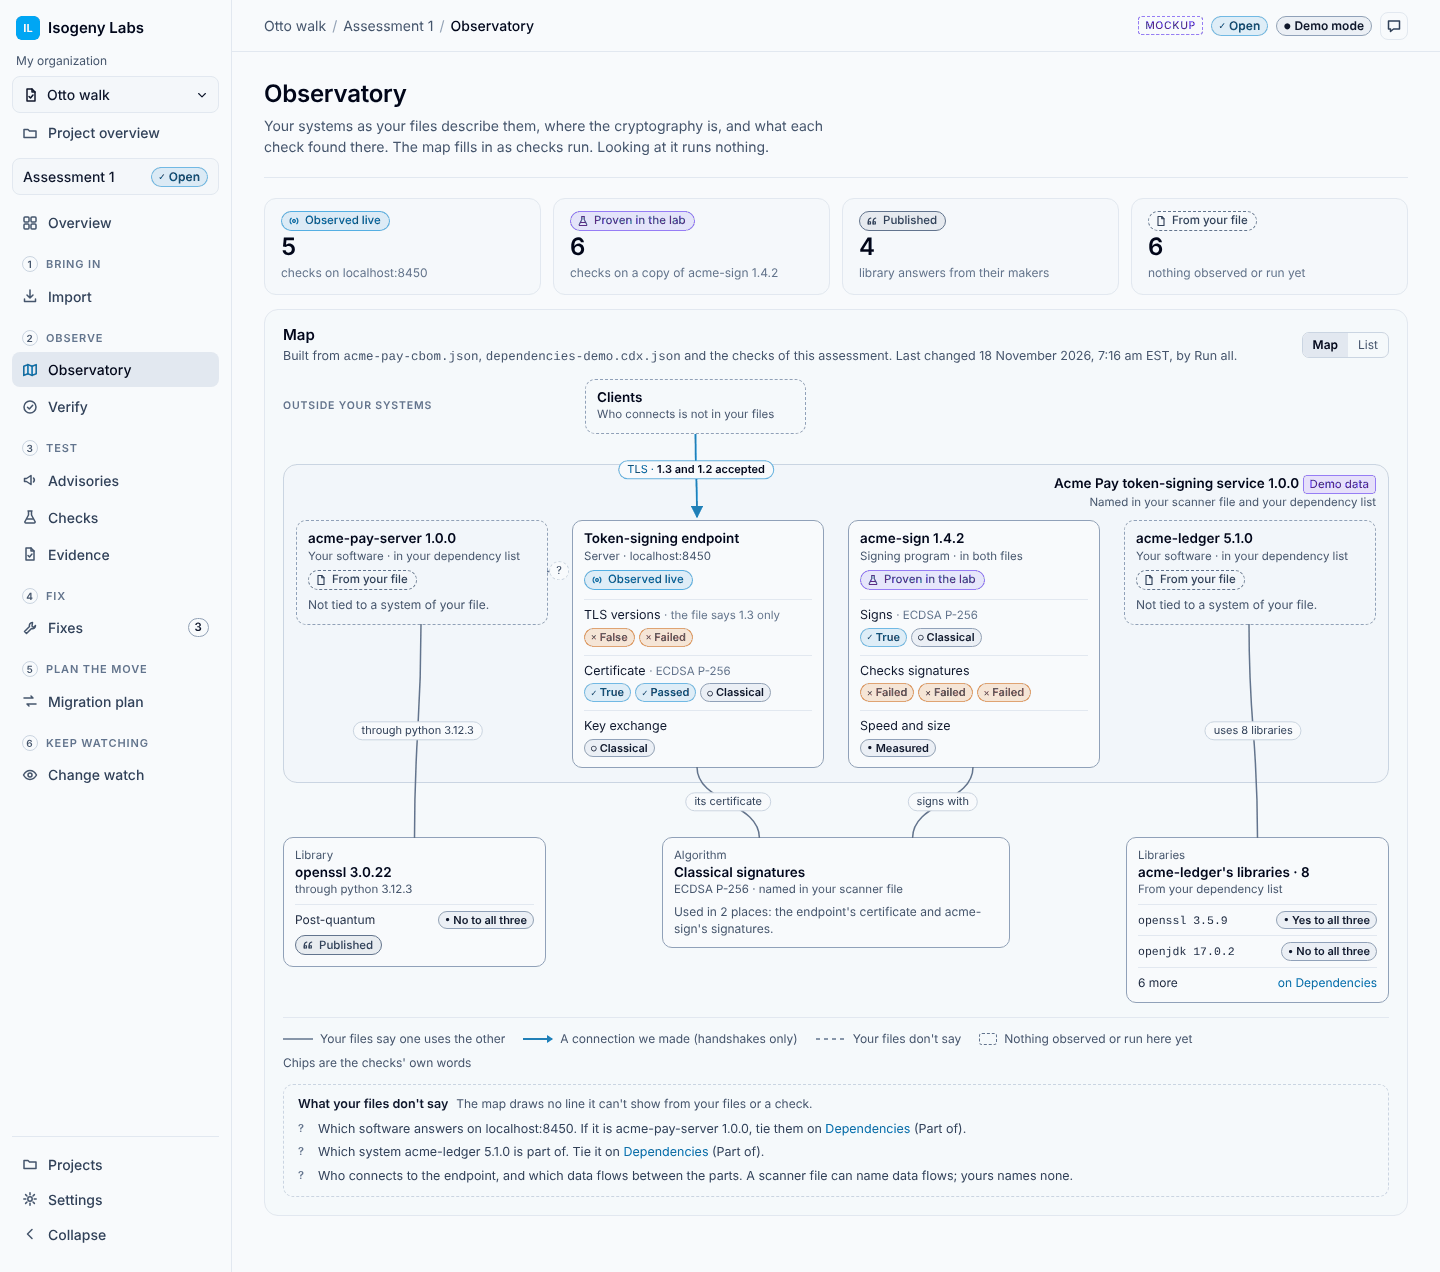 IL Isogeny Labs
My organization
Otto walk
Project overview
Assessment 1 ✓ Open
Overview
1 BRING IN
Import
2 OBSERVE
Observatory
Verify
3 TEST
Advisories
Checks
Evidence
4 FIX
Fixes 3
5 PLAN THE MOVE
Migration plan
6 KEEP WATCHING
Change watch
Projects
Settings
Collapse
Otto walk / Assessment 1 / Observatory
MOCKUP ✓ Open • Demo mode
Observatory
Your systems as your files describe them, where the cryptography is, and what each
check found there. The map fills in as checks run. Looking at it runs nothing.
Observed live
5
checks on localhost:8450
Proven in the lab
6
checks on a copy of acme-sign 1.4.2
Published
4
library answers from their makers
From your file
6
nothing observed or run yet
Map
Built from acme-pay-cbom.json, dependencies-demo.cdx.json and the checks of this assessment. Last changed 18 November 2026, 7:16 am EST, by Run all.
Map List
OUTSIDE YOUR SYSTEMS
Clients
Who connects is not in your files
TLS · 1.3 and 1.2 accepted
Acme Pay token-signing service 1.0.0 Demo data
Named in your scanner file and your dependency list
acme-pay-server 1.0.0
Your software · in your dependency list
From your file
Not tied to a system of your file.
?
Token-signing endpoint
Server · localhost:8450
Observed live
TLS versions · the file says 1.3 only
× False × Failed
Certificate · ECDSA P-256
✓ True ✓ Passed ○ Classical
Key exchange
○ Classical
acme-sign 1.4.2
Signing program · in both files
Proven in the lab
Signs · ECDSA P-256
✓ True ○ Classical
Checks signatures
× Failed × Failed × Failed
Speed and size
• Measured
acme-ledger 5.1.0
Your software · in your dependency list
From your file
Not tied to a system of your file.
through python 3.12.3
uses 8 libraries
its certificate
signs with
Library
openssl 3.0.22
through python 3.12.3
Post-quantum • No to all three
Published
Algorithm
Classical signatures
ECDSA P-256 · named in your scanner file
Used in 2 places: the endpoint's certificate and acme-
sign's signatures.
Libraries
acme-ledger's libraries · 8
From your dependency list
openssl 3.5.9 • Yes to all three
openjdk 17.0.2 • No to all three
6 more on Dependencies
Your files say one uses the other
A connection we made (handshakes only)
Your files don't say
Nothing observed or run here yet
Chips are the checks' own words
What your files don't say The map draws no line it can't show from your files or a check.
? Which software answers on localhost:8450. If it is acme-pay-server 1.0.0, tie them on Dependencies (Part of).
? Which system acme-ledger 5.1.0 is part of. Tie it on Dependencies (Part of).
? Who connects to the endpoint, and which data flows between the parts. A scanner file can name data flows; yours names none.